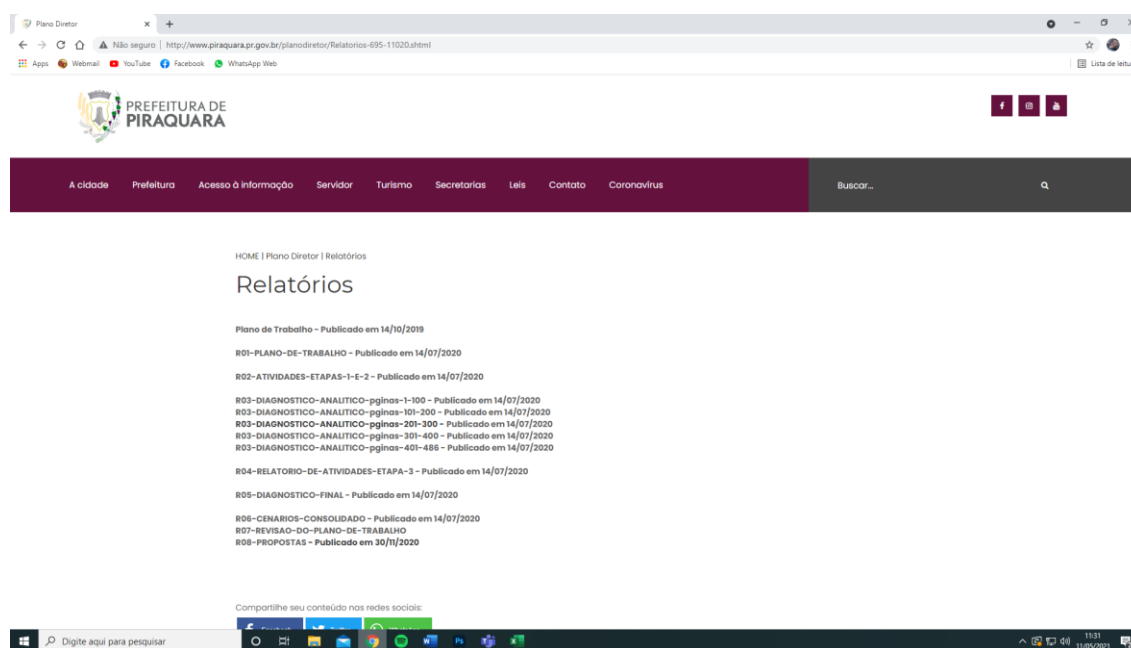 Plano Diretor
Não seguro | http://www.piraquara.pr.gov.br/planodiretor/Relatorios-695-11020.shtml
Apps Webmail YouTube Facebook WhatsApp Web Lista de leitu
PREFEITURA DE
PIRAQUARA
A cidade Prefeitura Acesso à informação Servidor Turismo Secretarias Leis Contato Coronavírus Buscar...
HOME | Plano Diretor | Relatórios
Relatórios
Plano de Trabalho - Publicado em 14/10/2019
R01-PLANO-DE-TRABALHO - Publicado em 14/07/2020
R02-ATIVIDADES-ETAPAS-1-E-2 - Publicado em 14/07/2020
R03-DIAGNOSTICO-ANALITICO-pginas-1-100 - Publicado em 14/07/2020
R03-DIAGNOSTICO-ANALITICO-pginas-101-200 - Publicado em 14/07/2020
R03-DIAGNOSTICO-ANALITICO-pginas-201-300 - Publicado em 14/07/2020
R03-DIAGNOSTICO-ANALITICO-pginas-301-400 - Publicado em 14/07/2020
R03-DIAGNOSTICO-ANALITICO-pginas-401-486 - Publicado em 14/07/2020
R04-RELATORIO-DE-ATIVIDADES-ETAPA-3 - Publicado em 14/07/2020
R05-DIAGNOSTICO-FINAL - Publicado em 14/07/2020
R06-CENARIOS-CONSOLIDADO - Publicado em 14/07/2020
R07-REVISAO-DO-PLANO-DE-TRABALHO
R08-PROPOSTAS - Publicado em 30/11/2020
Compartilhe seu conteúdo nas redes sociais:
Digite aqui para pesquisar
11:31
11/05/2021